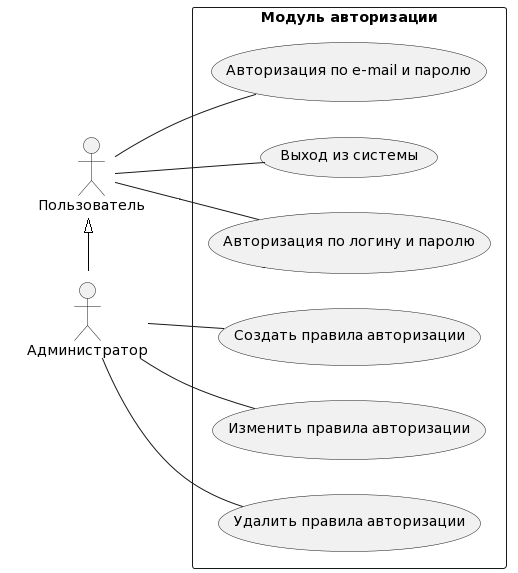 Модуль авторизации
Авторизация по e-mail и паролю
Выход из системы
Пользователь
Авторизация по логину и паролю
Создать правила авторизации
Администратор
Изменить правила авторизации
Удалить правила авторизации